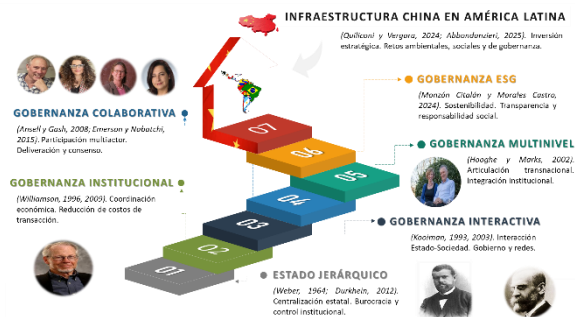 INFRAESTRUCTURA CHINA EN AMÉRICA LATINA
(Quiliconi y Vergara, 2024; Abbondanzieri, 2025). Inversión
estratégica. Retos ambientales, sociales y de gobernanza.
GOBERNANZA ESG
(Monzón Citalán y Morales Castro,
2024). Sostenibilidad. Transparencia y
responsabilidad social.
GOBERNANZA COLABORATIVA
(Ansell y Gash, 2008; Emerson y Nabatchi,
2015). Participación multiactor.
Deliveración y consenso.
GOBERNANZA MULTINIVEL
(Hooghe y Marks, 2002).
Articulación transnacional.
Integración institucional.
GOBERNANZA INSTITUCIONAL
(Williamson, 1996, 2009). Coordinación
económica. Reducción de costos de
transacción.
GOBERNANZA INTERACTIVA
(Kooiman, 1993, 2003). Interacción
Estado-Sociedad. Gobierno y redes.
ESTADO JERÁRQUICO
(Weber, 1964; Durkhein, 2012).
Centralización estatal. Burocracia y
control institucional.
07
06
05
04
03
02
01